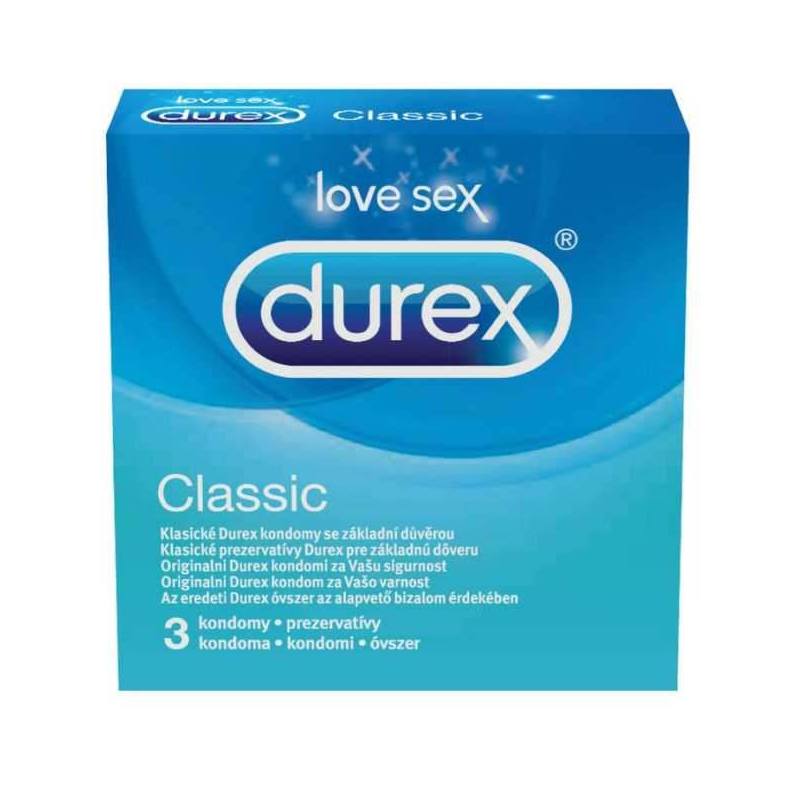 love sex
durex Classic
love sex
durex®
Classic
Klasické Durex kondomy se základní důvěrou
Klasické prezervatívy Durex pre základnú dôveru
Originalni Durex kondomi za Vašu sigurnost
Originalni Durex kondom za Vašo varnost
Az eredeti Durex óvszer az alapvető bizalom érdekében
3 kondomy • prezervatívy
kondoma • kondomi • óvszer